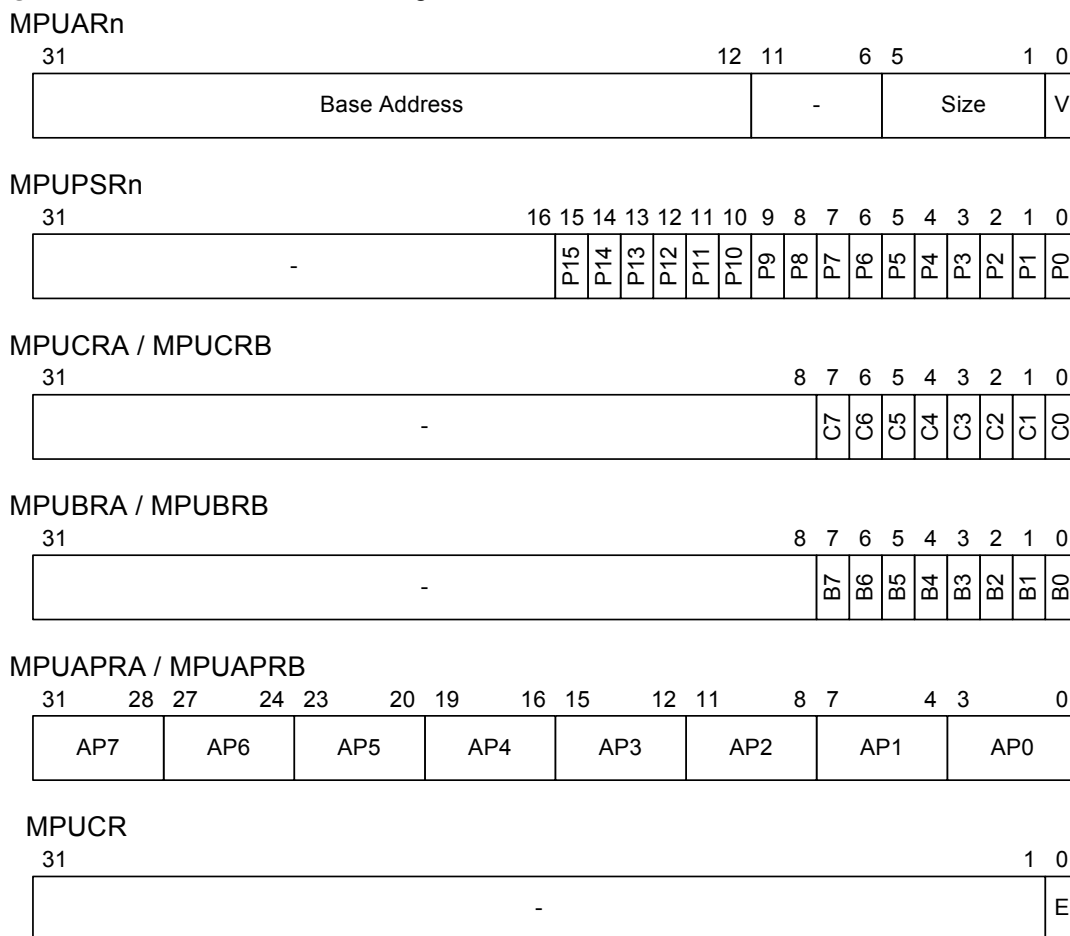 MPUARn
31 12 11 6 5 1 0
Base Address - Size V
MPUPSRn
31 16 15 14 13 12 11 10 9 8 7 6 5 4 3 2 1 0
- P15 P14 P13 P12 P11 P10 P9 P8 P7 P6 P5 P4 P3 P2 P1 P0
MPUCRA / MPUCRB
31 8 7 6 5 4 3 2 1 0
- C7 C6 C5 C4 C3 C2 C1 C0
MPUBRA / MPUBRB
31 8 7 6 5 4 3 2 1 0
- B7 B6 B5 B4 B3 B2 B1 B0
MPUAPRA / MPUAPRB
31 28 27 24 23 20 19 16 15 12 11 8 7 4 3 0
AP7 AP6 AP5 AP4 AP3 AP2 AP1 AP0
MPUCR
31 1 0
- E